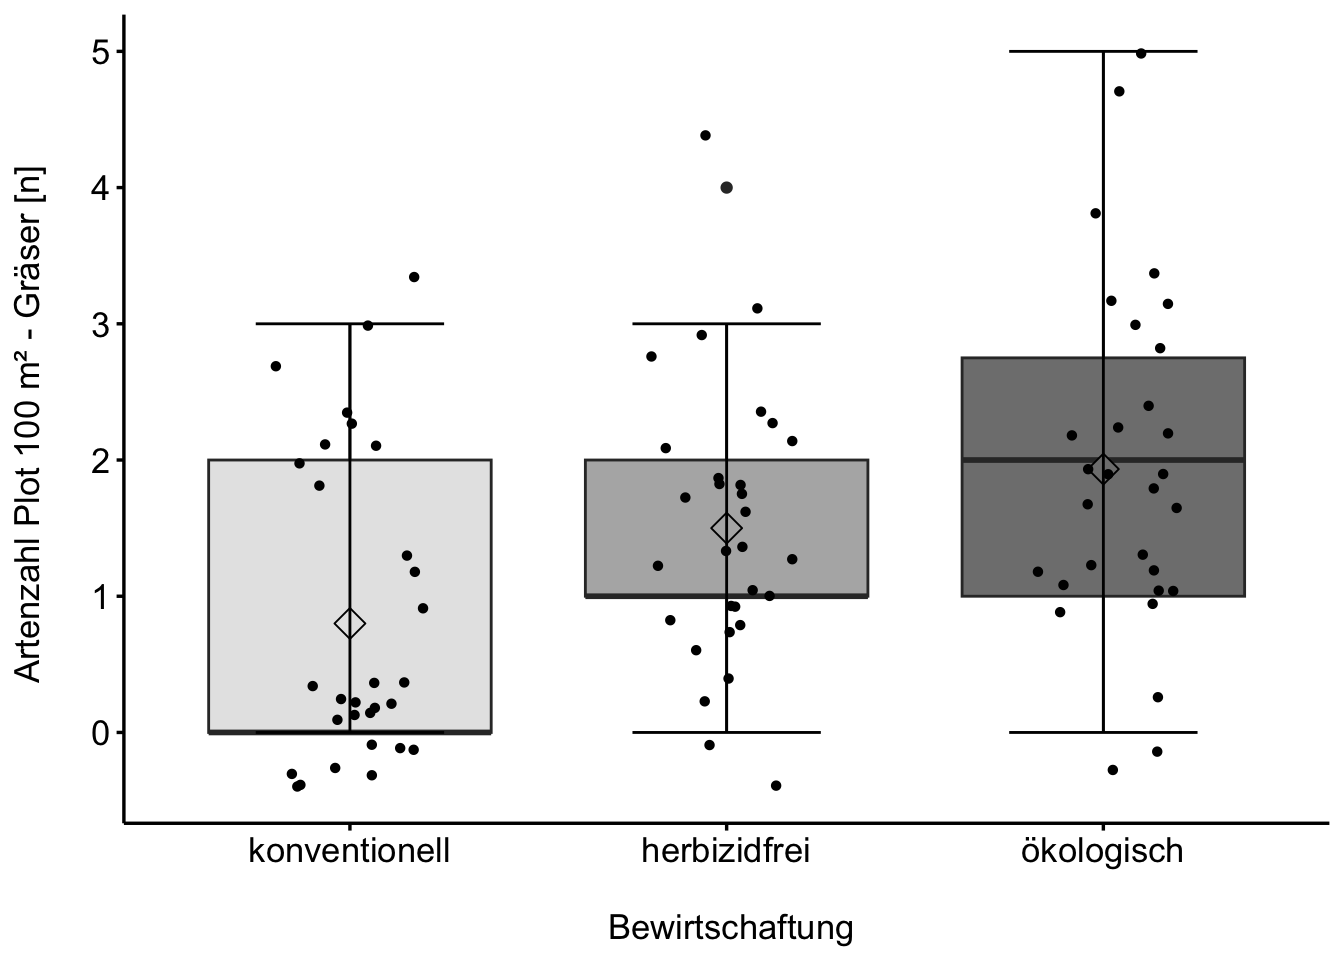 Artenzahl Plot 100 m² - Gräser [n]
5
4
3
2
1
0
konventionell herbizidfrei ökologisch
Bewirtschaftung